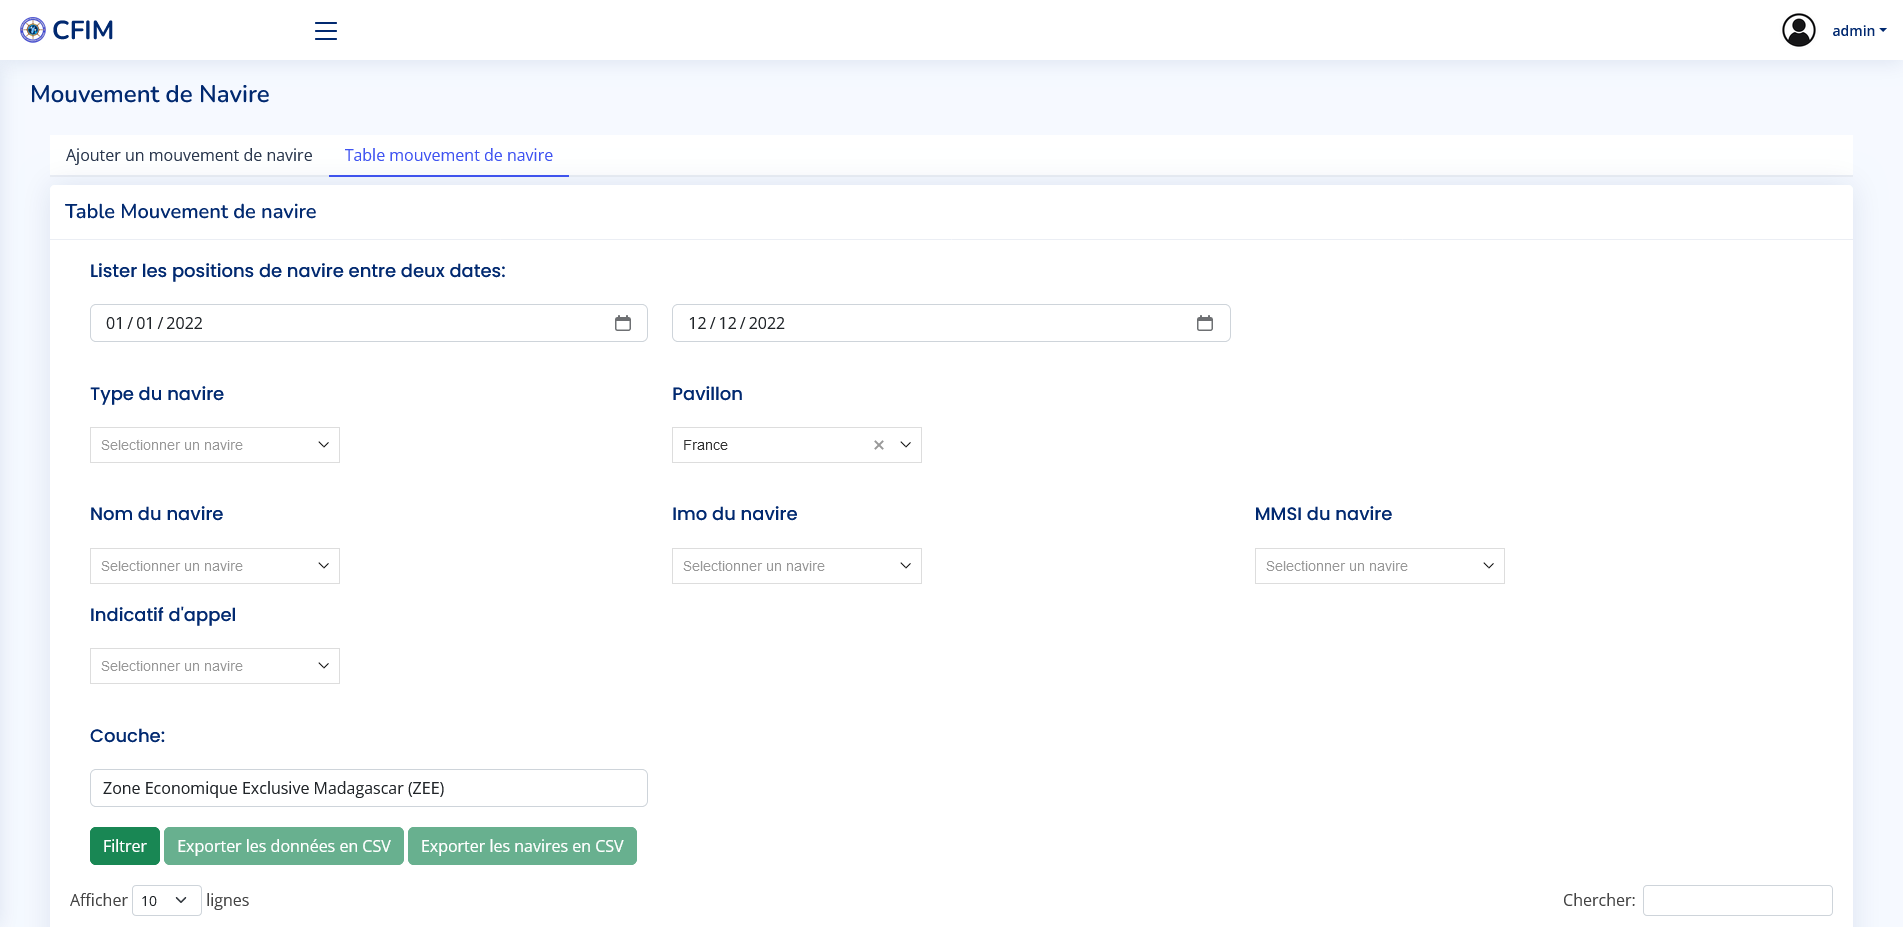 CFIM
admin
Mouvement de Navire
Ajouter un mouvement de navire
Table mouvement de navire
Table Mouvement de navire
Lister les positions de navire entre deux dates:
01/01/2022
12/12/2022
Type du navire
Pavillon
Selectionner un navire
France
Nom du navire
Imo du navire
MMSI du navire
Selectionner un navire
Selectionner un navire
Selectionner un navire
Indicatif d'appel
Selectionner un navire
Couche:
Zone Economique Exclusive Madagascar (ZEE)
Filtrer
Exporter les données en CSV
Exporter les navires en CSV
Afficher 10 lignes
Chercher: